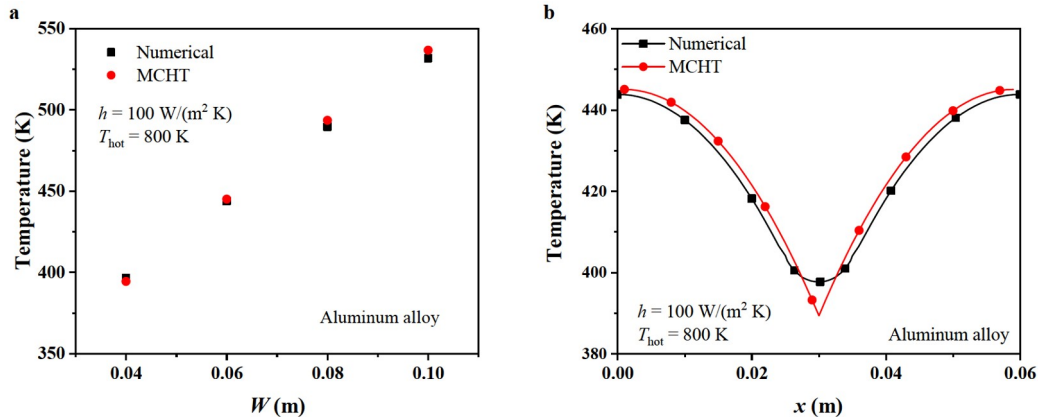 a
Temperature (K)
550
500
450
400
350
Numerical
MCHT
h = 100 W/(m² K)
T_hot = 800 K
Aluminum alloy
0.04 0.06 0.08 0.10
W (m)
b
Temperature (K)
460
440
420
400
380
Numerical
MCHT
h = 100 W/(m² K)
T_hot = 800 K
Aluminum alloy
0.00 0.02 0.04 0.06
x (m)